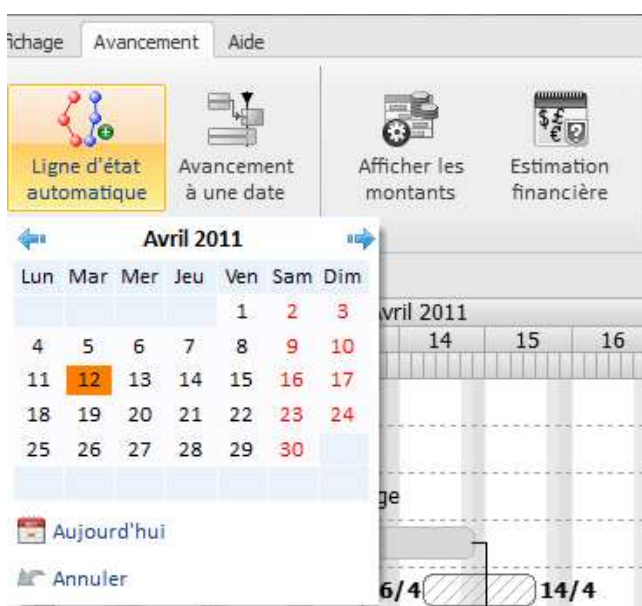 fichage Avancement Aide
Ligne d'état automatique
Avancement à une date
Afficher les montants
Estimation financière
Avril 2011
Lun Mar Mer Jeu Ven Sam Dim
1 2 3
4 5 6 7 8 9 10
11 12 13 14 15 16 17
18 19 20 21 22 23 24
25 26 27 28 29 30
Aujourd'hui
Annuler
vril 2011
14 15 16
ge
6/4 14/4